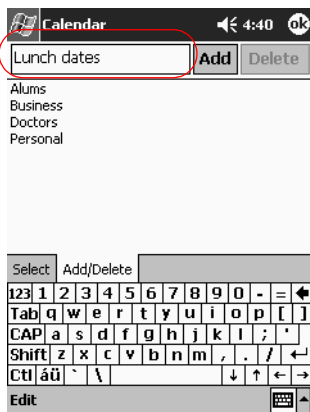 Calendar 4:40 ok
Lunch dates Add Delete
Alums
Business
Doctors
Personal
Select Add/Delete
123 1 2 3 4 5 6 7 8 9 0 - = 
Tab q w e r t y u i o p [ ]
CAP a s d f g h j k l ; '
Shift z x c v b n m , . / ↵
Ctl áü ` \ ↓ ↑ ← →
Edit